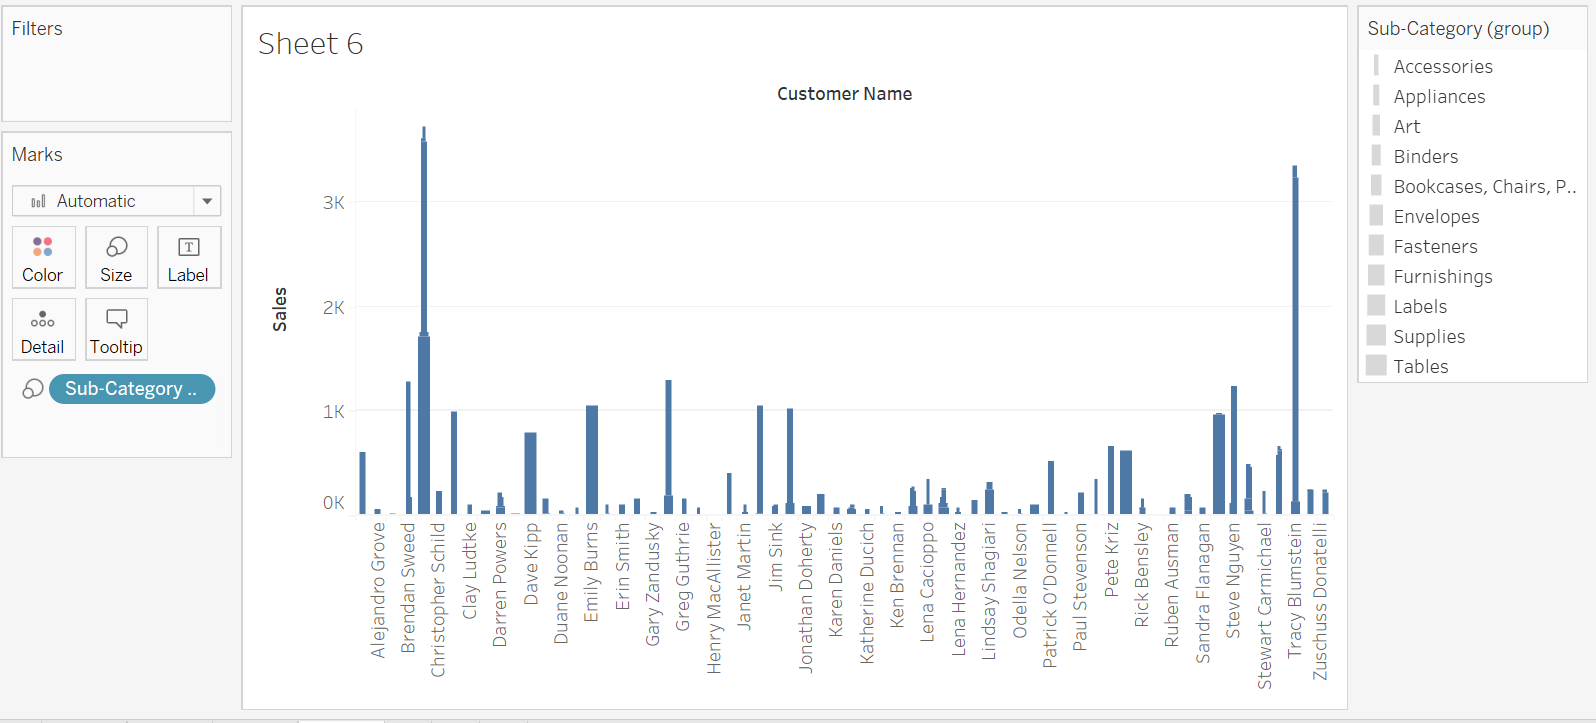 Filters
Marks
Automatic
Color
Size
Label
Detail
Tooltip
Sub-Category ..
Sheet 6
Customer Name
Sales
3K
2K
1K
0K
Alejandro Grove
Brendan Sweed
Christopher Schild
Clay Ludtke
Darren Powers
Dave Kipp
Duane Noonan
Emily Burns
Erin Smith
Gary Zandusky
Greg Guthrie
Henry MacAllister
Janet Martin
Jim Sink
Jonathan Doherty
Karen Daniels
Katherine Ducich
Ken Brennan
Lena Cacioppo
Lena Hernandez
Lindsay Shagiari
Odella Nelson
Patrick O'Donnell
Paul Stevenson
Pete Kriz
Rick Bensley
Ruben Ausman
Sandra Flanagan
Steve Nguyen
Stewart Carmichael
Tracy Blumstein
Zuschuss Donatelli
Sub-Category (group)
Accessories
Appliances
Art
Binders
Bookcases, Chairs, P..
Envelopes
Fasteners
Furnishings
Labels
Supplies
Tables